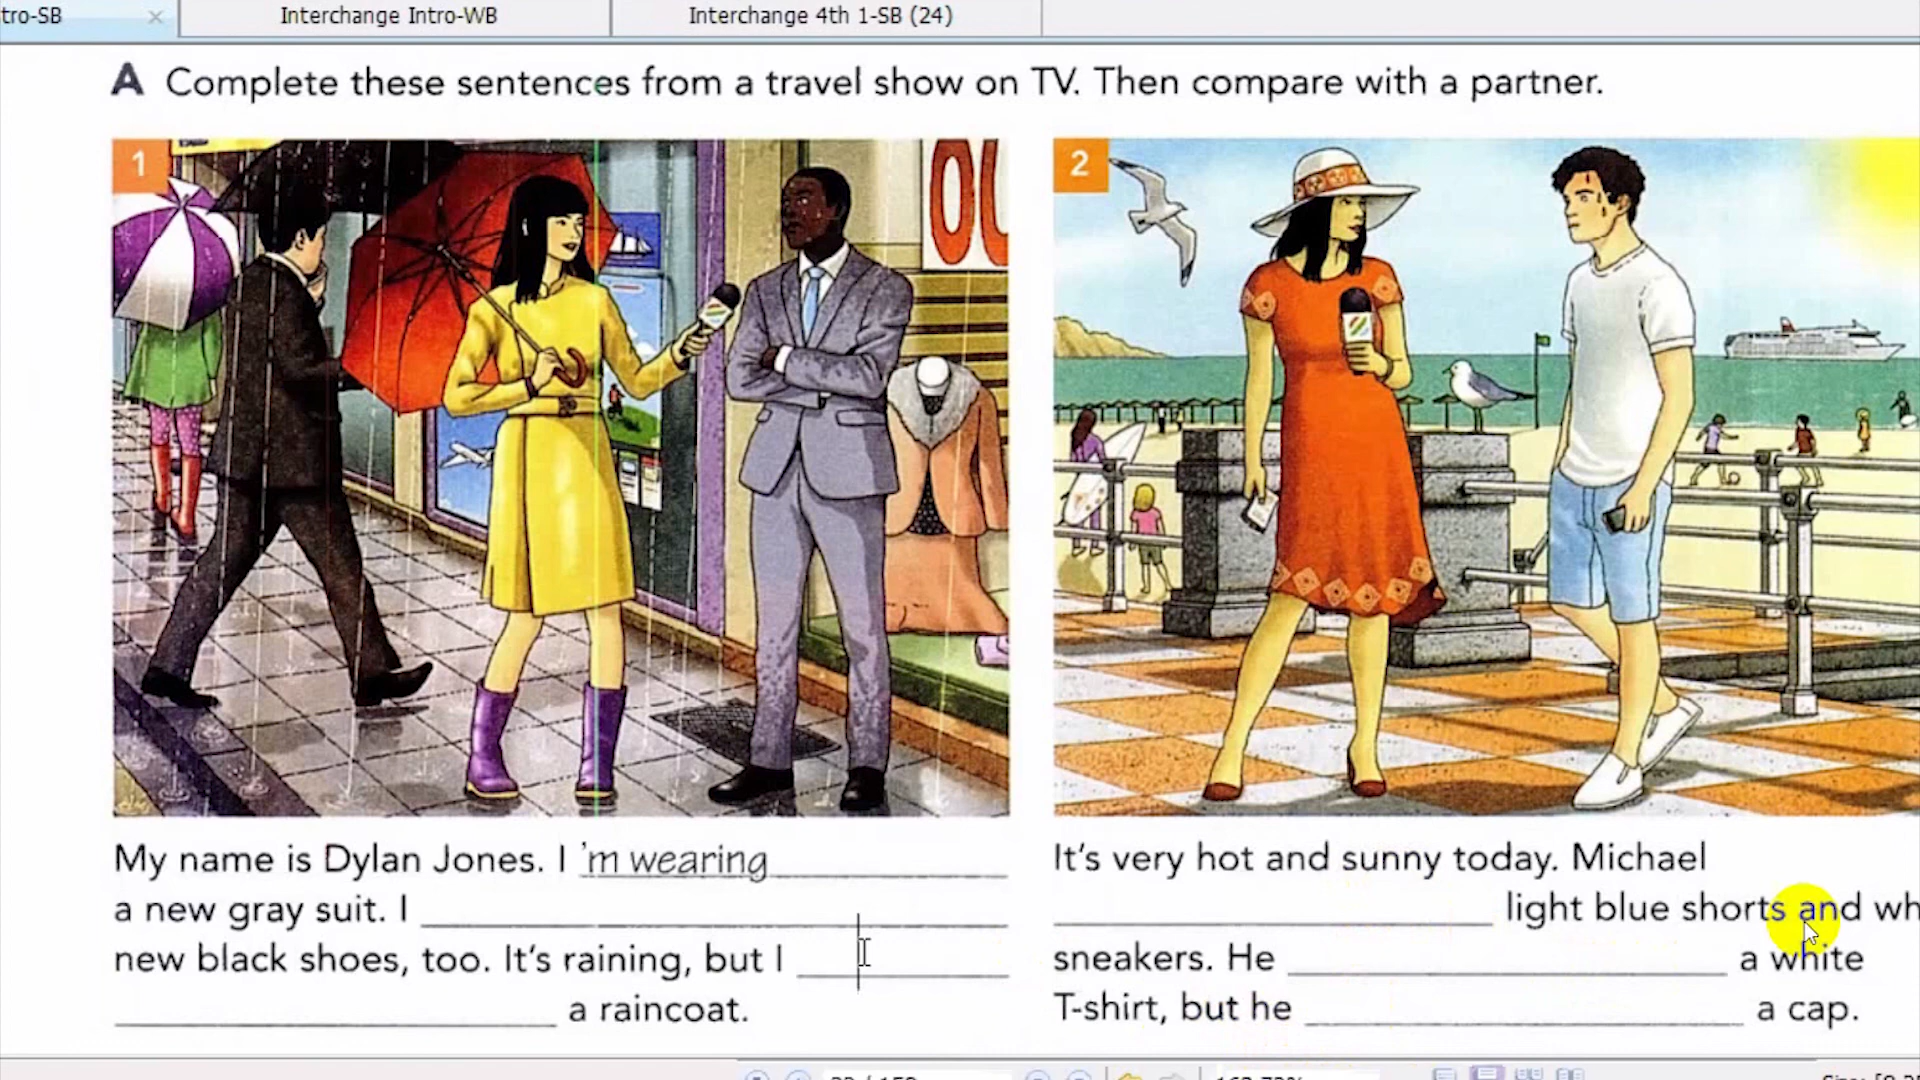 tro-SB
Interchange Intro-WB
Interchange 4th 1-SB (24)
A Complete these sentences from a travel show on TV. Then compare with a partner.
1
2
My name is Dylan Jones. I 'm wearing
a new gray suit. I
new black shoes, too. It's raining, but I
a raincoat.
It's very hot and sunny today. Michael
light blue shorts and wh
sneakers. He a white
T-shirt, but he a cap.